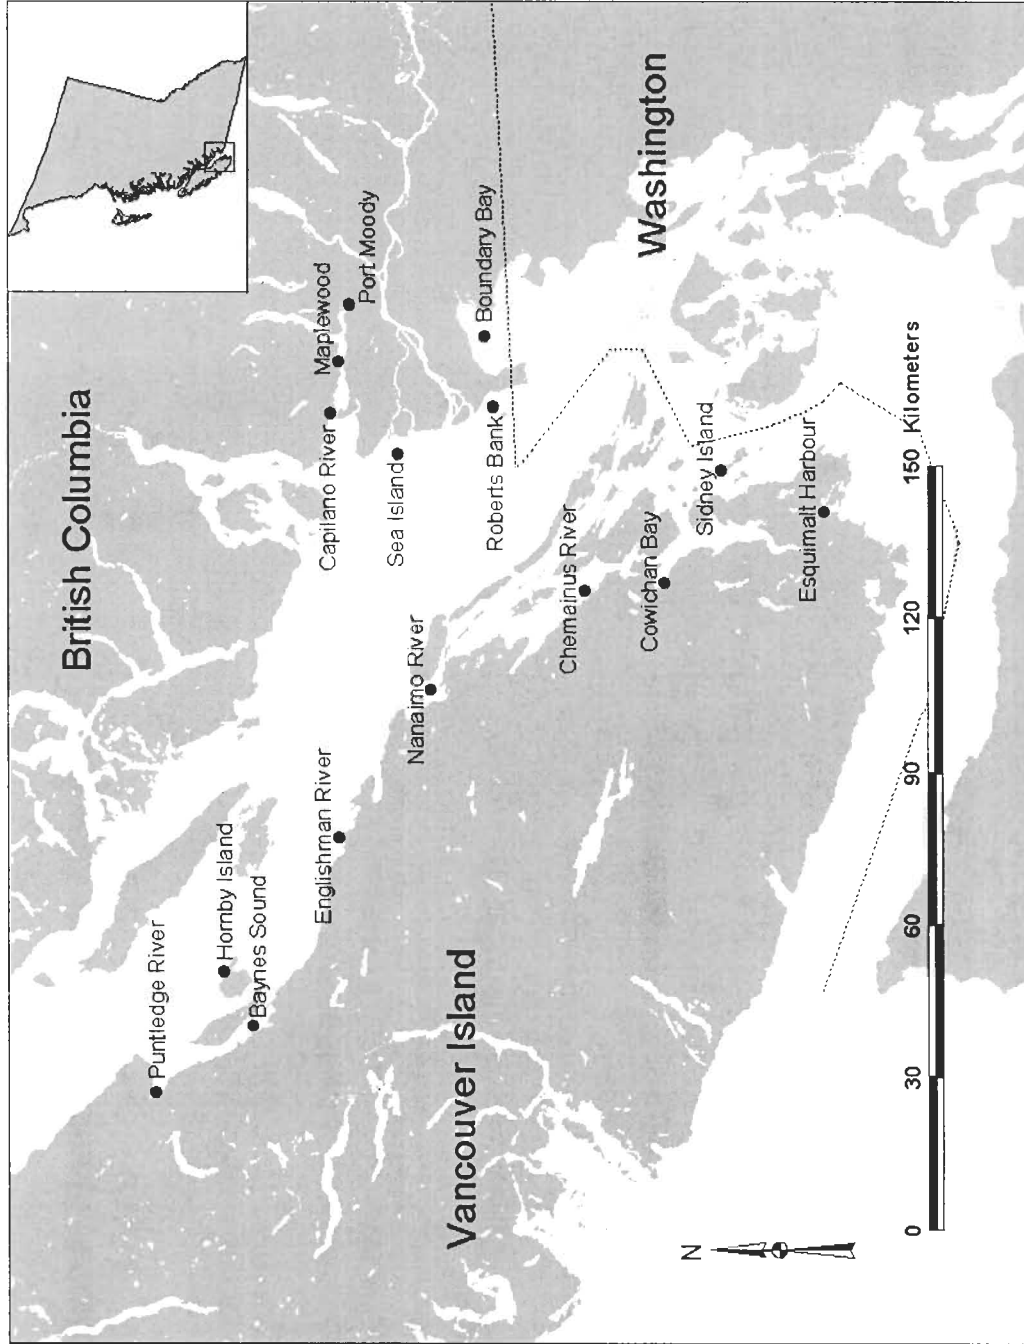 British Columbia
Puntledge River
Hornby Island
Baynes Sound
Englishman River
Capilano River
Maplewood
Port Moody
Sea Island
Nanaimo River
Roberts Bank
Boundary Bay
Vancouver Island
Chemainus River
Cowichan Bay
Washington
Sidney Island
Esquimalt Harbour
N
0 30 60 90 120 150 Kilometers